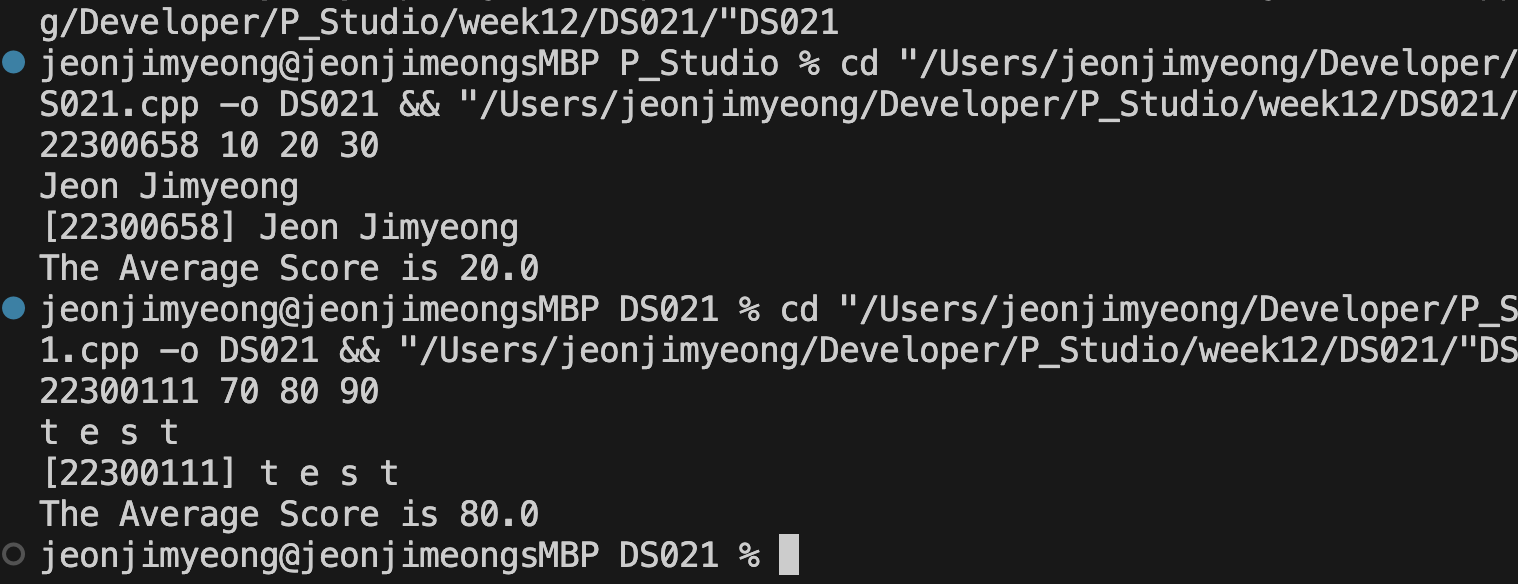 g/Developer/P_Studio/week12/DS021/"DS021
jeonjimyeong@jeonjimeongsMBP P_Studio % cd "/Users/jeonjimyeong/Developer/
S021.cpp -o DS021 && "/Users/jeonjimyeong/Developer/P_Studio/week12/DS021/
22300658 10 20 30
Jeon Jimyeong
[22300658] Jeon Jimyeong
The Average Score is 20.0
jeonjimyeong@jeonjimeongsMBP DS021 % cd "/Users/jeonjimyeong/Developer/P_S
1.cpp -o DS021 && "/Users/jeonjimyeong/Developer/P_Studio/week12/DS021/"DS
22300111 70 80 90
t e s t
[22300111] t e s t
The Average Score is 80.0
jeonjimyeong@jeonjimeongsMBP DS021 %